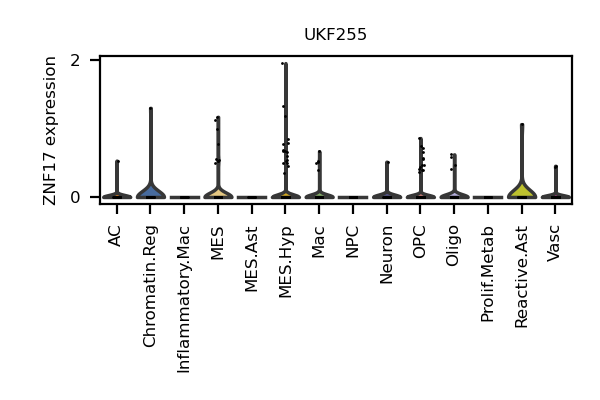 UKF255
ZNF17 expression
2
0
AC
Chromatin.Reg
Inflammatory.Mac
MES
MES.Ast
MES.Hyp
Mac
NPC
Neuron
OPC
Oligo
Prolif.Metab
Reactive.Ast
Vasc